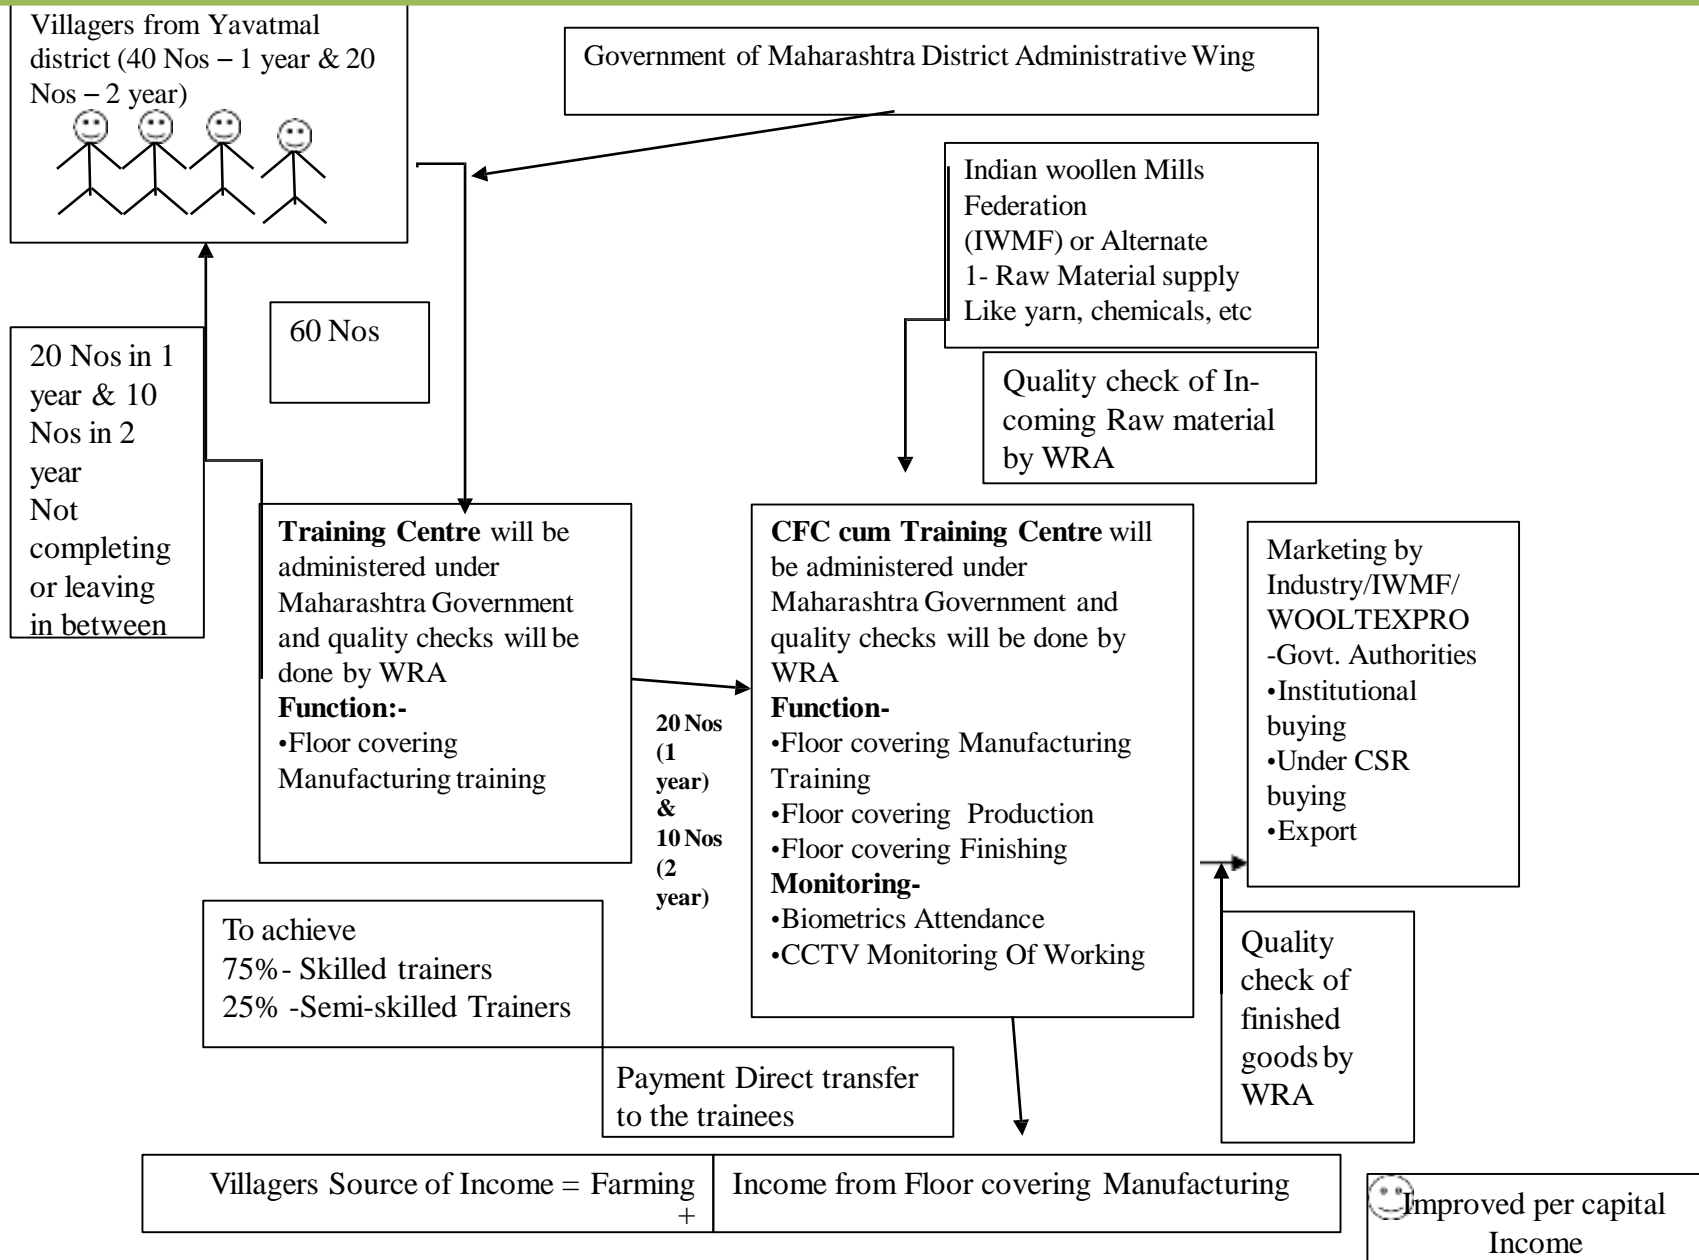 Villagers from Yavatmal
district (40 Nos – 1 year & 20
Nos – 2 year)
Government of Maharashtra District Administrative Wing
Indian woollen Mills
Federation
(IWMF) or Alternate
1- Raw Material supply
Like yarn, chemicals, etc
60 Nos
20 Nos in 1
year & 10
Nos in 2
year
Not
completing
or leaving
in between
Quality check of In-
coming Raw material
by WRA
Training Centre will be
administered under
Maharashtra Government
and quality checks will be
done by WRA
Function:-
•Floor covering
Manufacturing training
20 Nos
(1
year)
&
10 Nos
(2
year)
CFC cum Training Centre will
be administered under
Maharashtra Government and
quality checks will be done by
WRA
Function-
•Floor covering Manufacturing
Training
•Floor covering Production
•Floor covering Finishing
Monitoring-
•Biometrics Attendance
•CCTV Monitoring Of Working
Marketing by
Industry/IWMF/
WOOLTEXPRO
-Govt. Authorities
•Institutional
buying
•Under CSR
buying
•Export
To achieve
75%- Skilled trainers
25% -Semi-skilled Trainers
Quality
check of
finished
goods by
WRA
Payment Direct transfer
to the trainees
Villagers Source of Income = Farming
+
Income from Floor covering Manufacturing
Improved per capital
Income